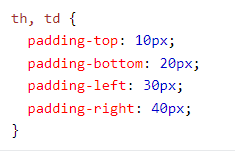 th, td {
  padding-top: 10px;
  padding-bottom: 20px;
  padding-left: 30px;
  padding-right: 40px;
}